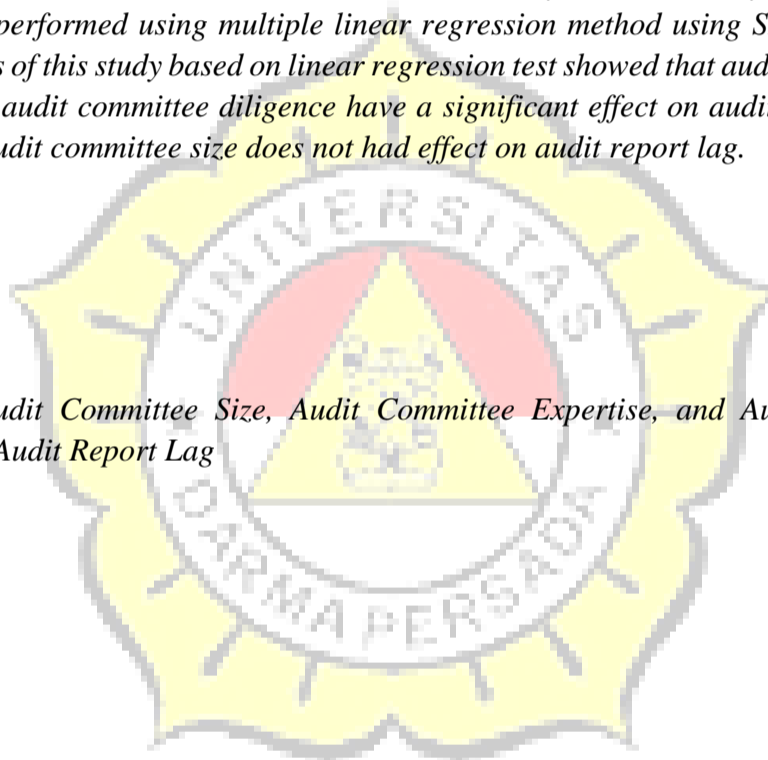 performed using multiple linear regression method using S
s of this study based on linear regression test showed that aud
audit committee diligence have a significant effect on audi
udit committee size does not had effect on audit report lag.
UNIVERSITAS
udit Committee Size, Audit Committee Expertise, and Au
Audit Report Lag
DARMA PERSADA